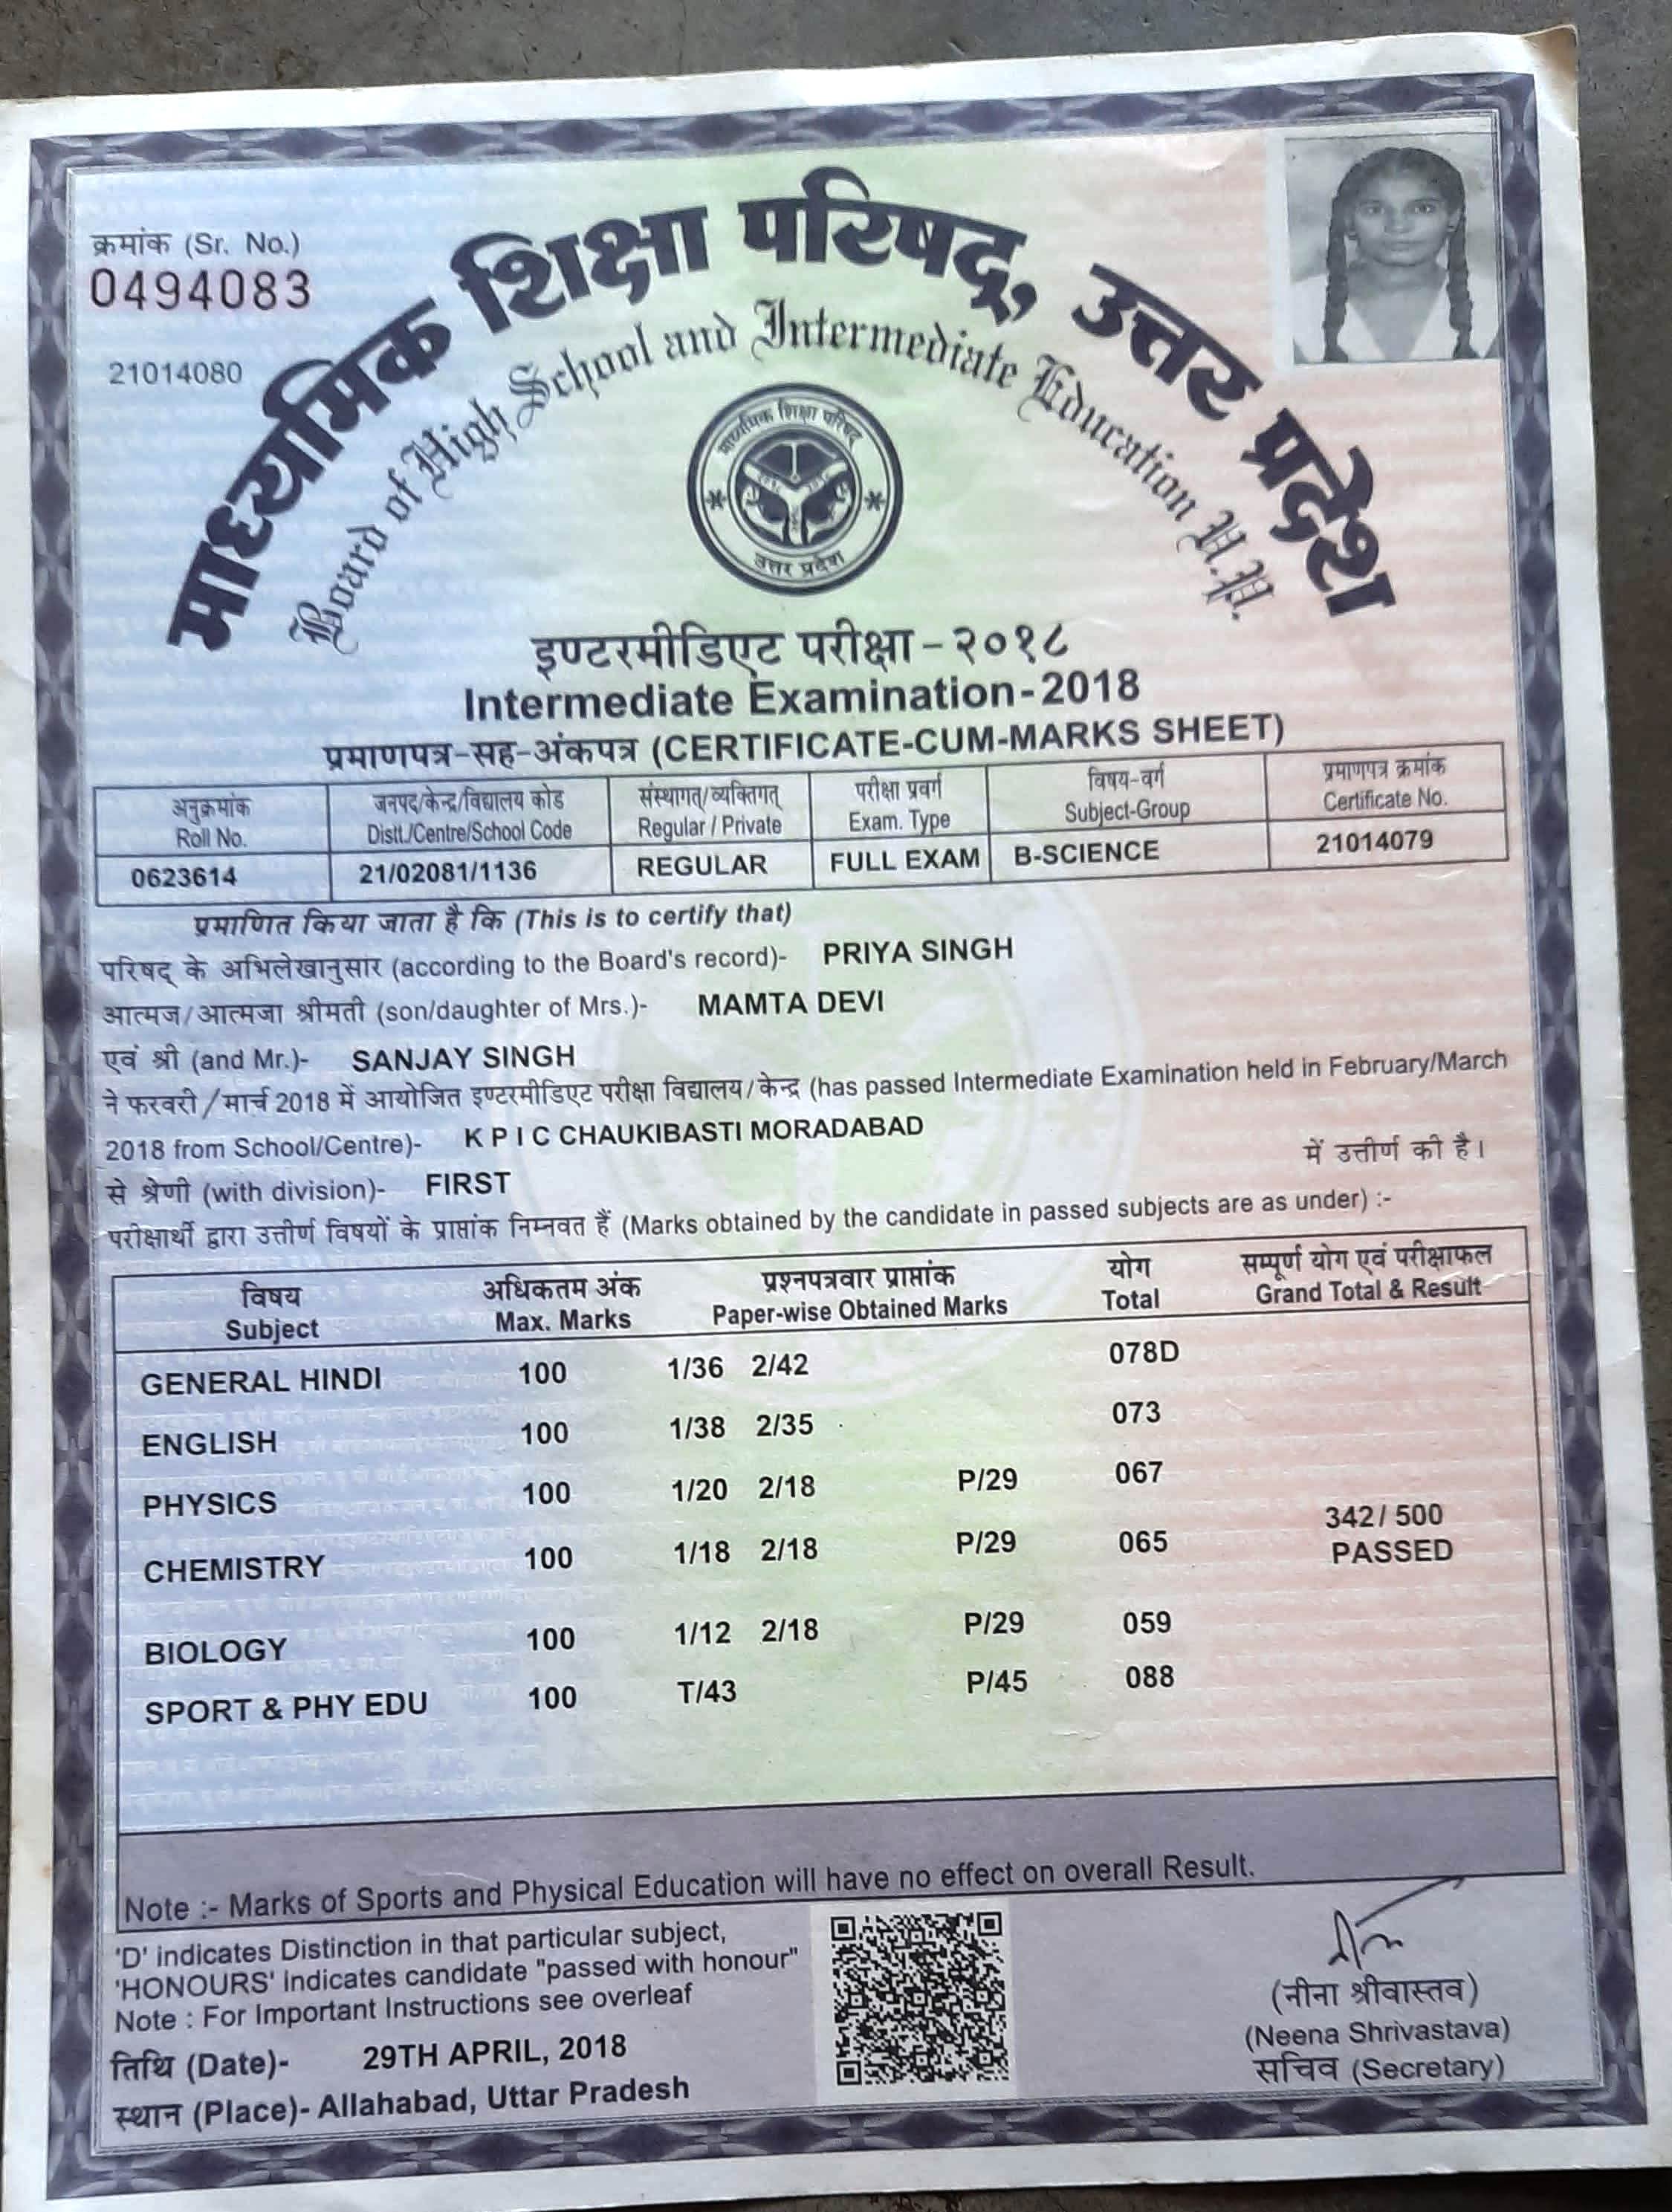 क्रमांक (Sr. No.)
0494083
21014080
माध्यमिक शिक्षा परिषद्, उत्तर प्रदेश
Board of High School and Intermediate Education U.P.
माध्यमिक शिक्षा परिषद्
उत्तर प्रदेश
इण्टरमीडिएट परीक्षा - २०१८
Intermediate Examination - 2018
प्रमाणपत्र-सह-अंकपत्र (CERTIFICATE-CUM-MARKS SHEET)
अनुक्रमांक जनपद/केन्द्र/विद्यालय कोड संस्थागत्/व्यक्तिगत् परीक्षा प्रवर्ग विषय-वर्ग प्रमाणपत्र क्रमांक
Roll No. Distt./Centre/School Code Regular / Private Exam. Type Subject-Group Certificate No.
0623614 21/02081/1136 REGULAR FULL EXAM B-SCIENCE 21014079
प्रमाणित किया जाता है कि (This is to certify that)
परिषद् के अभिलेखानुसार (according to the Board's record)- PRIYA SINGH
आत्मज/आत्मजा श्रीमती (son/daughter of Mrs.)- MAMTA DEVI
एवं श्री (and Mr.)- SANJAY SINGH
ने फरवरी/मार्च 2018 में आयोजित इण्टरमीडिएट परीक्षा विद्यालय/केन्द्र (has passed Intermediate Examination held in February/March
2018 from School/Centre)- K P I C CHAUKIBASTI MORADABAD
में उत्तीर्ण की है।
से श्रेणी (with division)- FIRST
परीक्षार्थी द्वारा उत्तीर्ण विषयों के प्राप्तांक निम्नवत हैं (Marks obtained by the candidate in passed subjects are as under) :-
विषय अधिकतम अंक प्रश्नपत्रवार प्राप्तांक योग सम्पूर्ण योग एवं परीक्षाफल
Subject Max. Marks Paper-wise Obtained Marks Total Grand Total & Result
GENERAL HINDI 100 1/36 2/42 078D
ENGLISH 100 1/38 2/35 073
PHYSICS 100 1/20 2/18 P/29 067
342/ 500
CHEMISTRY 100 1/18 2/18 P/29 065 PASSED
BIOLOGY 100 1/12 2/18 P/29 059
SPORT & PHY EDU 100 T/43 P/45 088
Note :- Marks of Sports and Physical Education will have no effect on overall Result.
'D' indicates Distinction in that particular subject,
'HONOURS' indicates candidate "passed with honour"
Note : For Important Instructions see overleaf
तिथि (Date)- 29TH APRIL, 2018
स्थान (Place)- Allahabad, Uttar Pradesh
(नीना श्रीवास्तव)
(Neena Shrivastava)
सचिव (Secretary)